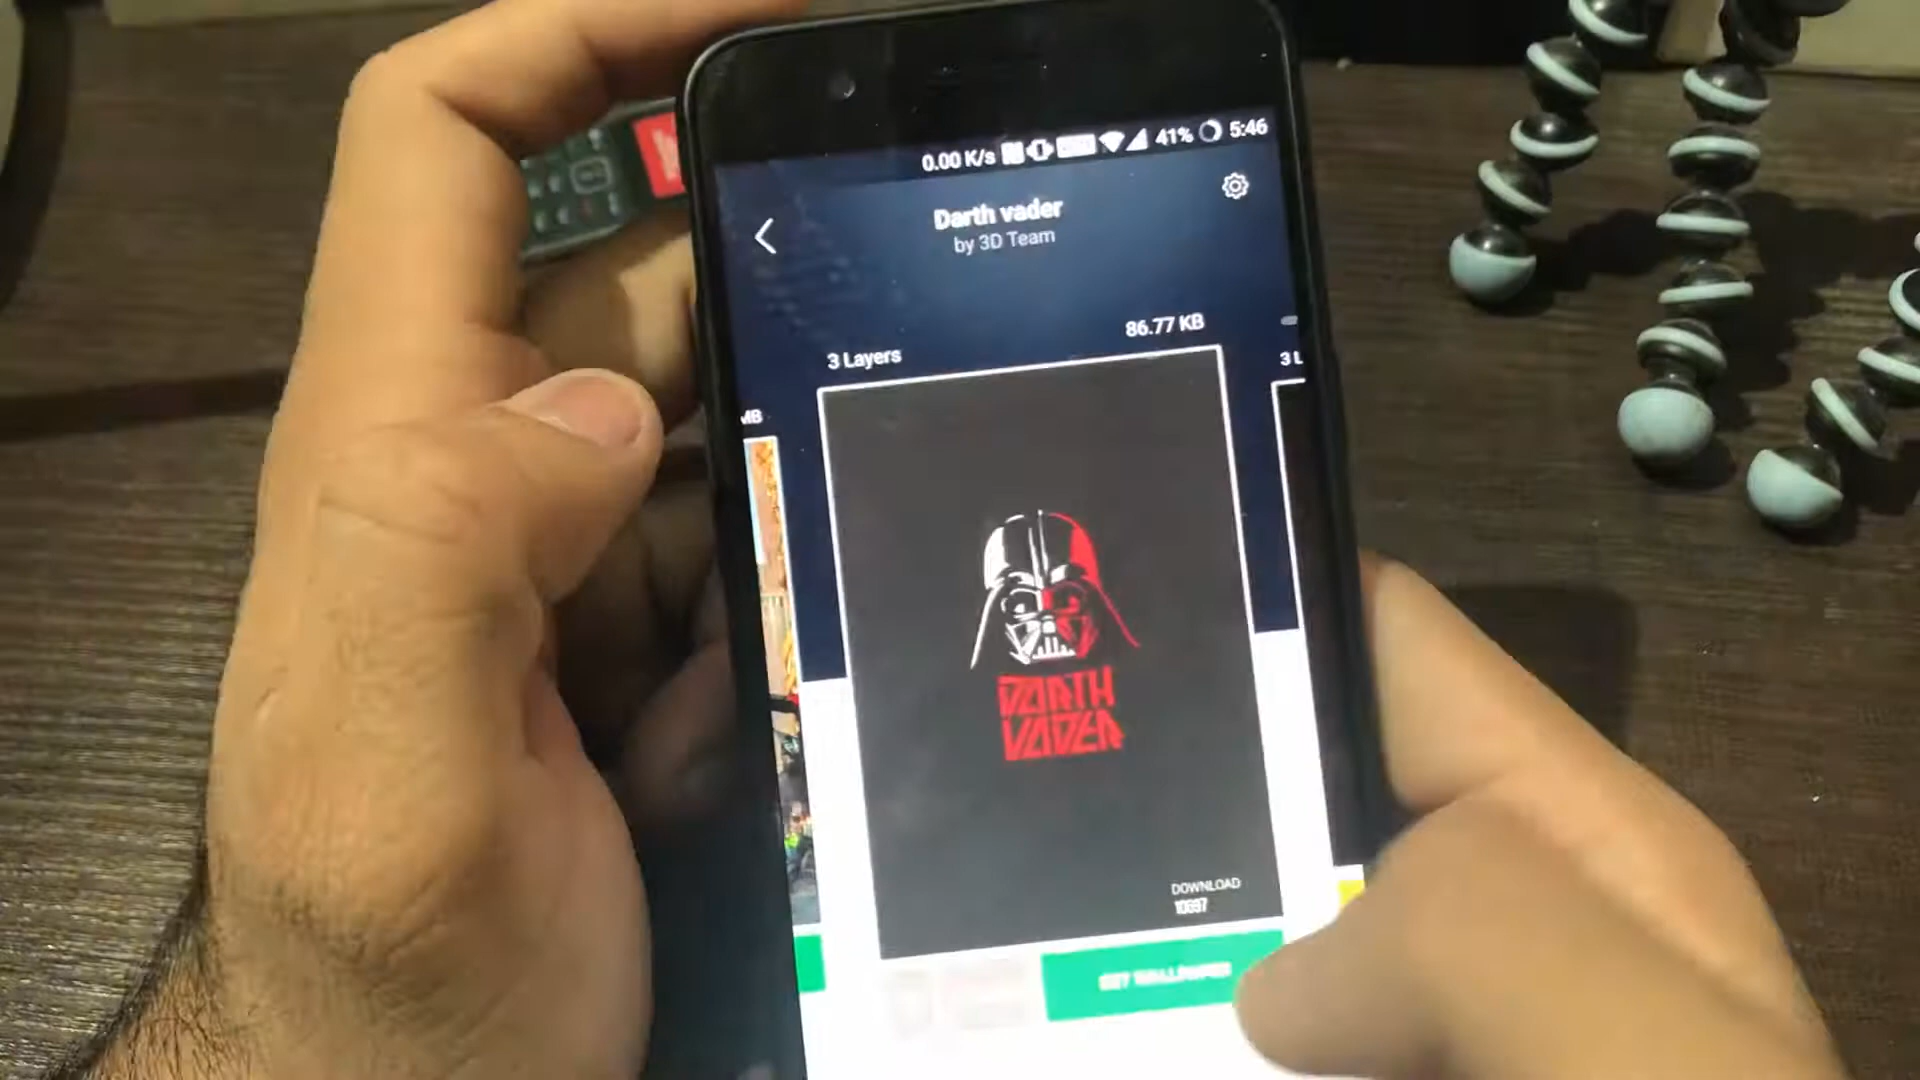 0.00 K/s 41% 5:46
Darth vader
by 3D Team
86.77 KB
3 Layers
3 L
MB
DARTH
VADER
DOWNLOAD
10697